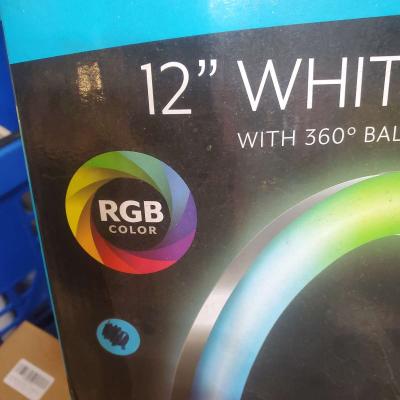 12” WHIT
WITH 360° BAL
RGB
COLOR